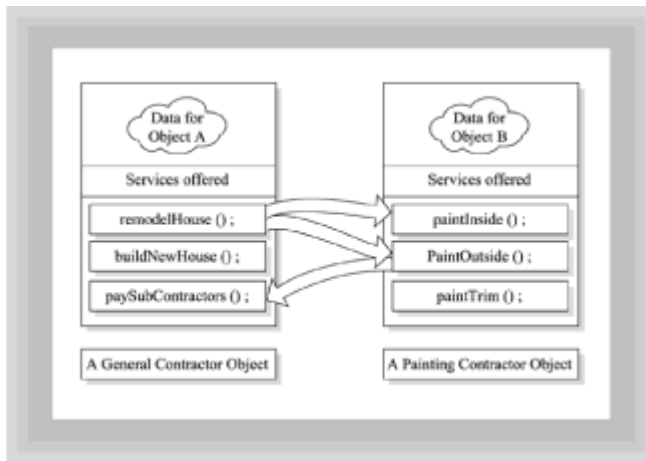 Data for
Object A
Services offered
remodelHouse () ;
buildNewHouse () ;
paySubContractors () ;
A General Contractor Object
Data for
Object B
Services offered
paintInside () ;
PaintOutside () ;
paintTrim () ;
A Painting Contractor Object